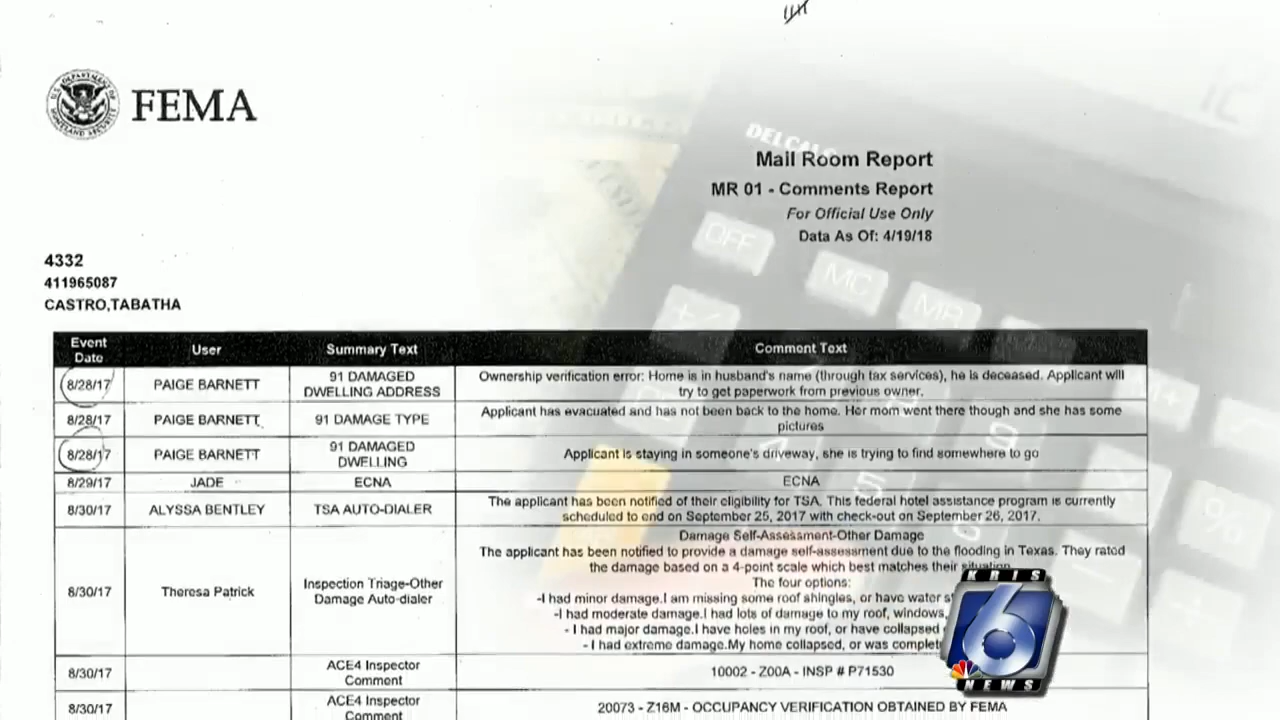 FEMA
DELCAL
Mail Room Report
MR 01 - Comments Report
For Official Use Only
Data As Of: 4/19/18
4332
411965087
CASTRO,TABATHA
Event Date User Summary Text Comment Text
8/28/17 PAIGE BARNETT 91 DAMAGED DWELLING ADDRESS Ownership verification error: Home is in husband's name (through tax services), he is deceased. Applicant will
try to get paperwork from previous owner.
8/28/17 PAIGE BARNETT 91 DAMAGE TYPE Applicant has evacuated and has not been back to the home. Her mom went there though and she has some
pictures
8/28/17 PAIGE BARNETT 91 DAMAGED DWELLING Applicant is staying in someone's driveway, she is trying to find somewhere to go
8/29/17 JADE ECNA ECNA
8/30/17 ALYSSA BENTLEY TSA AUTO-DIALER The applicant has been notified of their eligibility for TSA. This federal hotel assistance program is currently
scheduled to end on September 25, 2017 with check-out on September 26, 2017.
8/30/17 Theresa Patrick Inspection Triage-Other Damage Auto-dialer Damage Self-Assessment-Other Damage
The applicant has been notified to provide a damage self-assessment due to the flooding in Texas. They rated
the damage based on a 4-point scale which best matches their situation
The four options:
-I had minor damage.I am missing some roof shingles, or have water
-I had moderate damage.I had lots of damage to my roof, windows,
- I had major damage.I have holes in my roof, or have collapsed
- I had extreme damage.My home collapsed, or was
8/30/17 ACE4 Inspector Comment 10002 - Z00A - INSP # P71530
8/30/17 ACE4 Inspector Comment 20073 - Z16M - OCCUPANCY VERIFICATION OBTAINED BY FEMA
OFF
MC
MR
M+
9
5
%
KRIS
6
NEWS